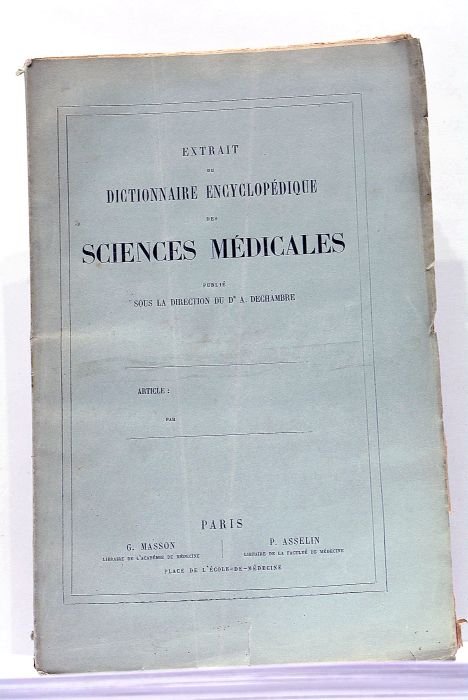 EXTRAIT
DU
DICTIONNAIRE ENCYCLOPÉDIQUE
DES
SCIENCES MÉDICALES
PUBLIÉ
SOUS LA DIRECTION DU Dr A. DECHAMBRE
ARTICLE :
PAR
PARIS
G. MASSON
LIBRAIRE DE L'ACADÉMIE DE MÉDECINE
P. ASSELIN
LIBRAIRE DE LA FACULTÉ DE MÉDECINE
PLACE DE L'ÉCOLE-DE-MÉDECINE